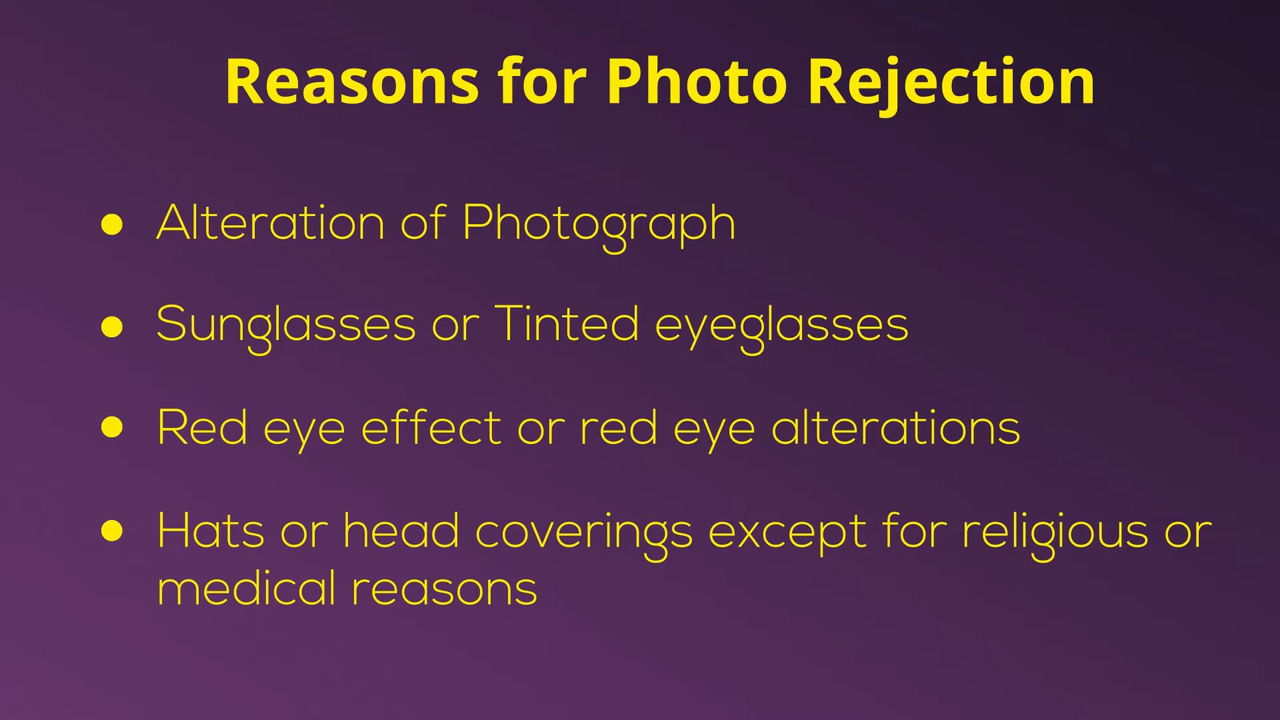 Reasons for Photo Rejection
● Alteration of Photograph
● Sunglasses or Tinted eyeglasses
● Red eye effect or red eye alterations
● Hats or head coverings except for religious or
medical reasons